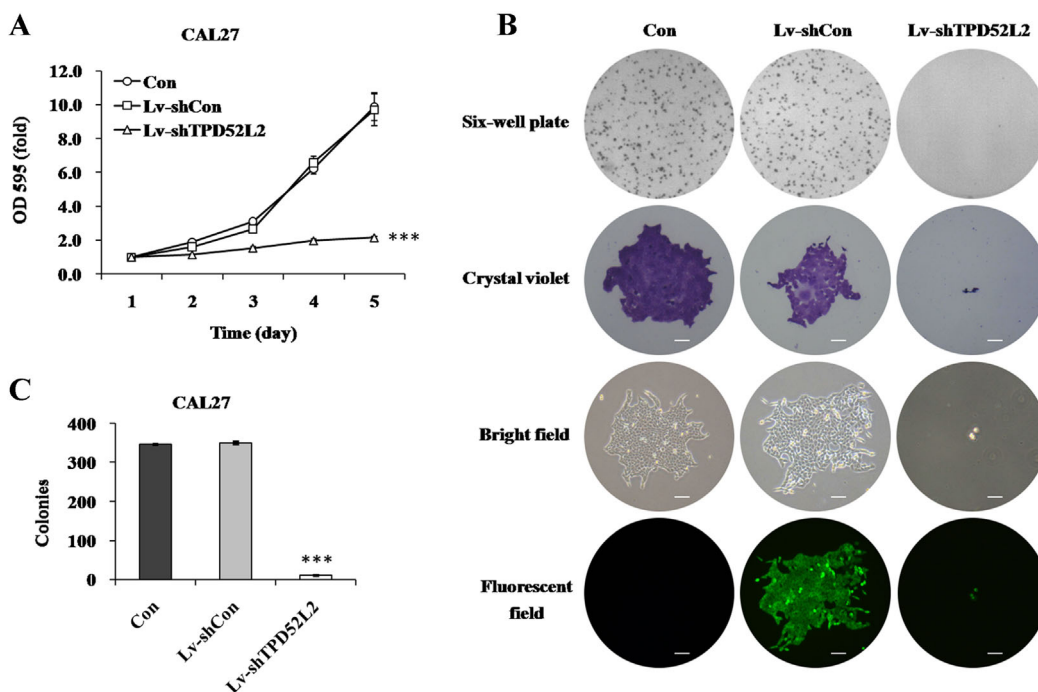 A
CAL27
12.0
10.0
8.0
6.0
4.0
2.0
0.0
OD 595 (fold)
Con
Lv-shCon
Lv-shTPD52L2
***
1 2 3 4 5
Time (day)
B
Con Lv-shCon Lv-shTPD52L2
Six-well plate
Crystal violet
Bright field
Fluorescent
field
C
CAL27
400
300
200
100
0
Colonies
***
Con
Lv-shCon
Lv-shTPD52L2